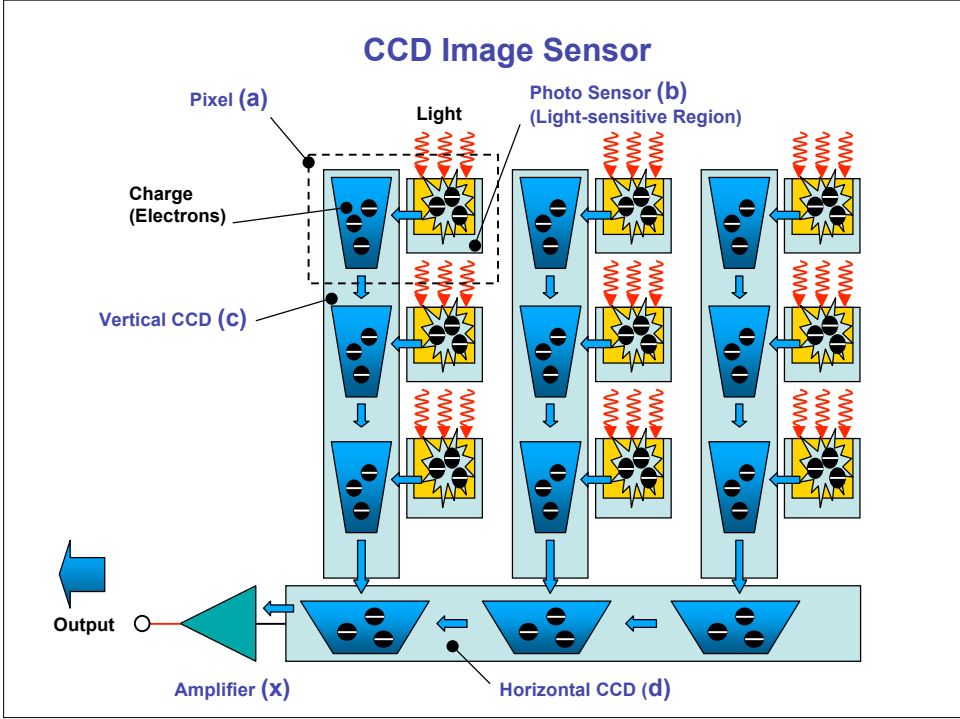 CCD Image Sensor
Pixel (a)
Light
Photo Sensor (b)
(Light-sensitive Region)
Charge
(Electrons)
Vertical CCD (c)
Output
Amplifier (x)
Horizontal CCD (d)